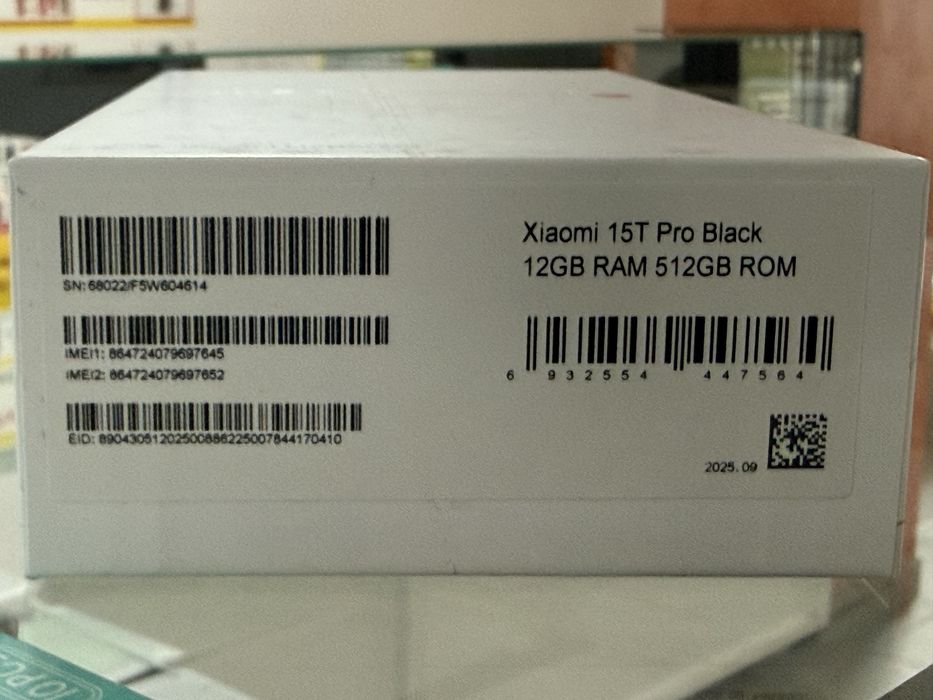 SN: 68022/F5W604614
IMEI1: 864724079697645
IMEI2: 864724079697652
EID: 89043051202500886225007844170410
Xiaomi 15T Pro Black
12GB RAM 512GB ROM
6 932554 447564
2025.09